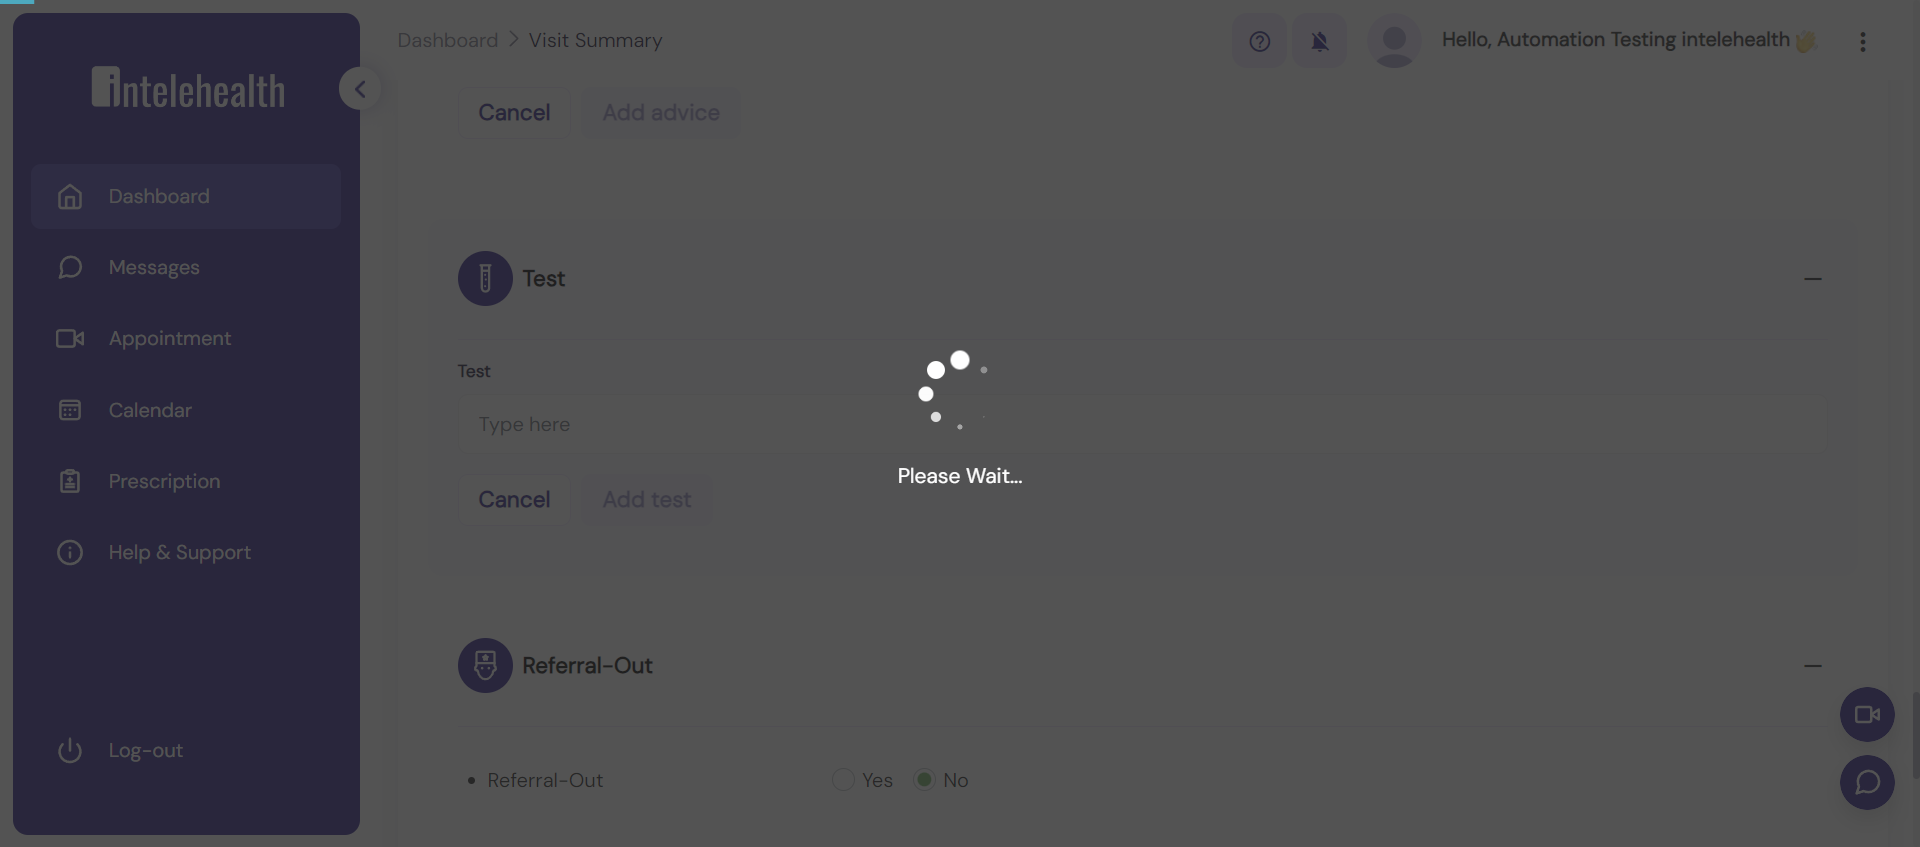 intelehealth
Dashboard
Messages
Appointment
Calendar
Prescription
Help & Support
Log-out
Dashboard > Visit Summary
Hello, Automation Testing intelehealth 👋
Cancel
Add advice
Test
Test
Type here
Cancel
Add test
Please Wait...
Referral-Out
• Referral-Out
Yes
No